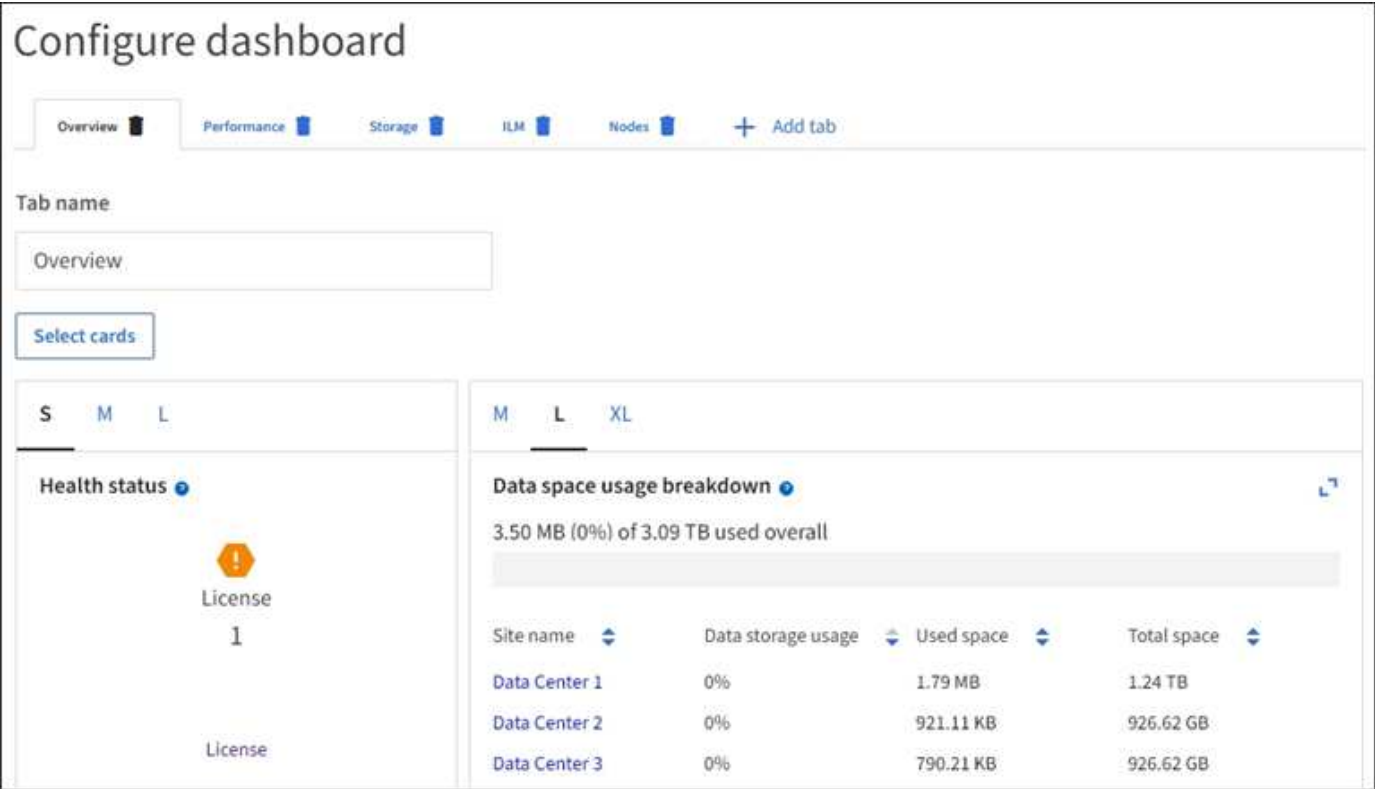 Configure dashboard
Overview Performance Storage ILM Nodes + Add tab
Tab name
Overview
Select cards
S M L
Health status ?
!
License
1
License
M L XL
Data space usage breakdown ?
3.50 MB (0%) of 3.09 TB used overall
Site name Data storage usage Used space Total space
Data Center 1 0% 1.79 MB 1.24 TB
Data Center 2 0% 921.11 KB 926.62 GB
Data Center 3 0% 790.21 KB 926.62 GB